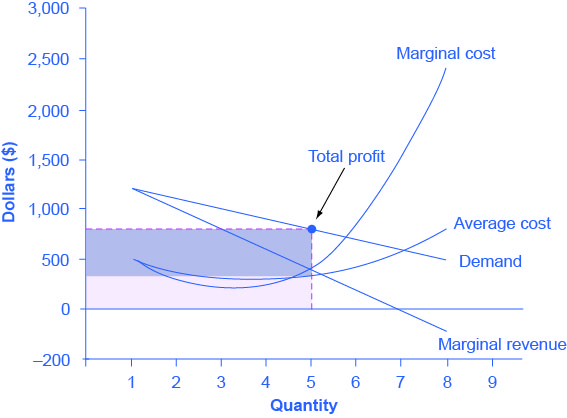 3,000
Marginal cost
2,500
2,000
Total profit
1,500
Dollars ($)
1,000
Average cost
500
Demand
0
Marginal revenue
–200
1 2 3 4 5 6 7 8 9
Quantity